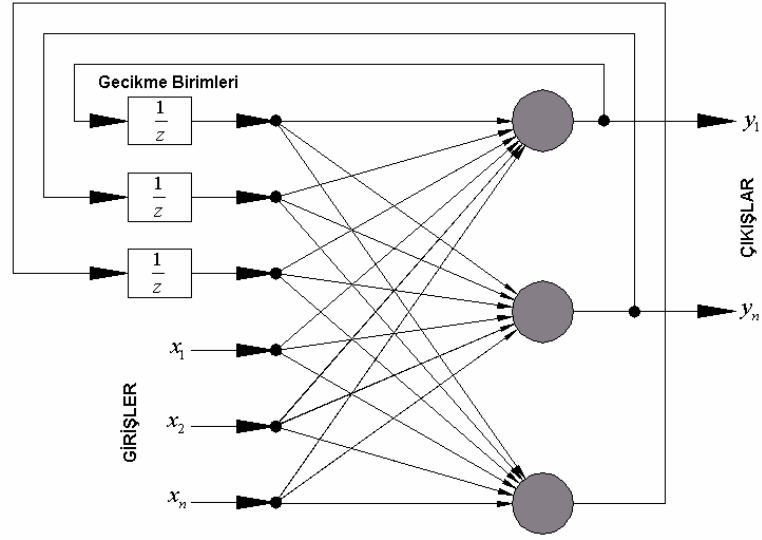 Gecikme Birimleri
1
z
y1
1
z
ÇIKIŞLAR
1
z
yn
x1
GİRİŞLER
x2
xn